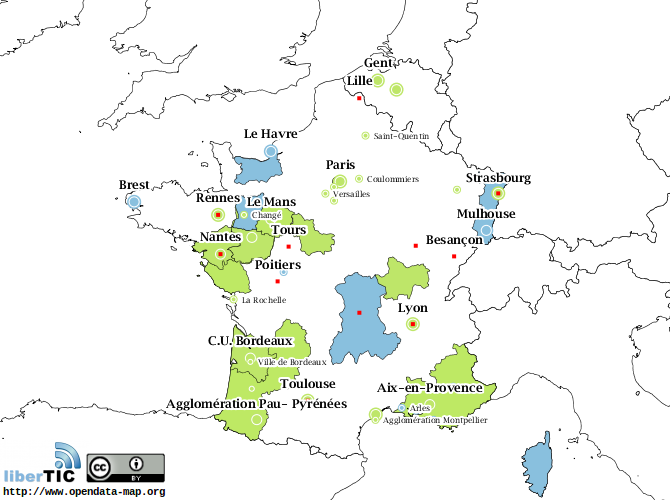 Gent
Lille
Saint-Quentin
Le Havre
Paris
Coulommiers
Strasbourg
Brest
Versailles
Rennes
Le Mans
Changé
Mulhouse
Nantes
Tours
Besançon
Poitiers
La Rochelle
Lyon
C.U. Bordeaux
Ville de Bordeaux
Toulouse
Aix-en-Provence
Agglomération Pau- Pyrénées
Arles
Agglomération Montpellier
liberTIC
cc BY
http://www.opendata-map.org